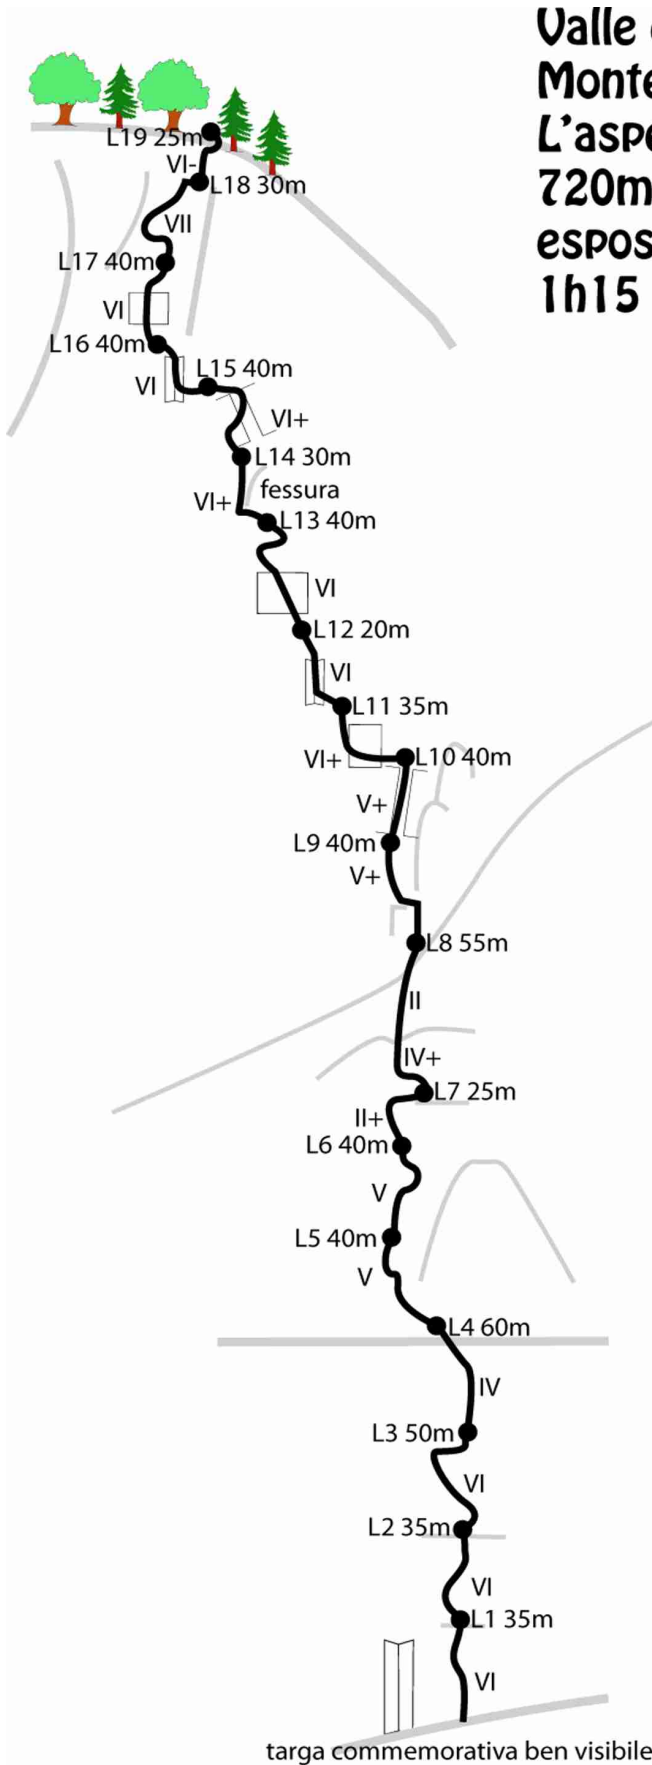 Valle
Monte
L'aspe
720m
espos
1h15
L19 25m
VI-
L18 30m
VII
L17 40m
VI
L16 40m
L15 40m
VI
VI+
L14 30m
fessura
VI+
L13 40m
VI
L12 20m
VI
L11 35m
VI+
L10 40m
V+
L9 40m
V+
L8 55m
II
IV+
L7 25m
II+
L6 40m
V
L5 40m
V
L4 60m
IV
L3 50m
VI
L2 35m
VI
L1 35m
VI
targa commemorativa ben visibile